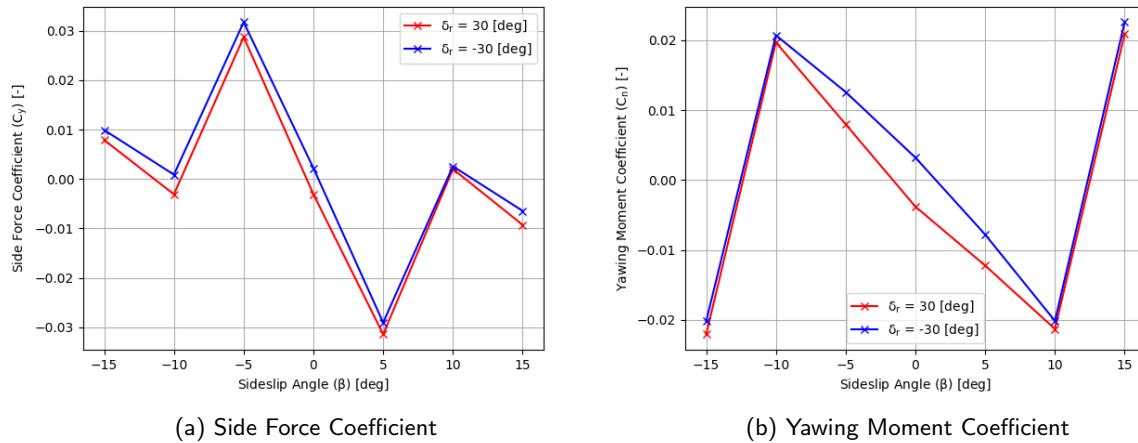 Side Force Coefficient (Cy) [-]
0.03
0.02
0.01
0.00
−0.01
−0.02
−0.03
δr = 30 [deg]
δr = -30 [deg]
−15 −10 −5 0 5 10 15
Sideslip Angle (β) [deg]
(a) Side Force Coefficient
Yawing Moment Coefficient (Cn) [-]
0.02
0.01
0.00
−0.01
−0.02
δr = 30 [deg]
δr = -30 [deg]
−15 −10 −5 0 5 10 15
Sideslip Angle (β) [deg]
(b) Yawing Moment Coefficient